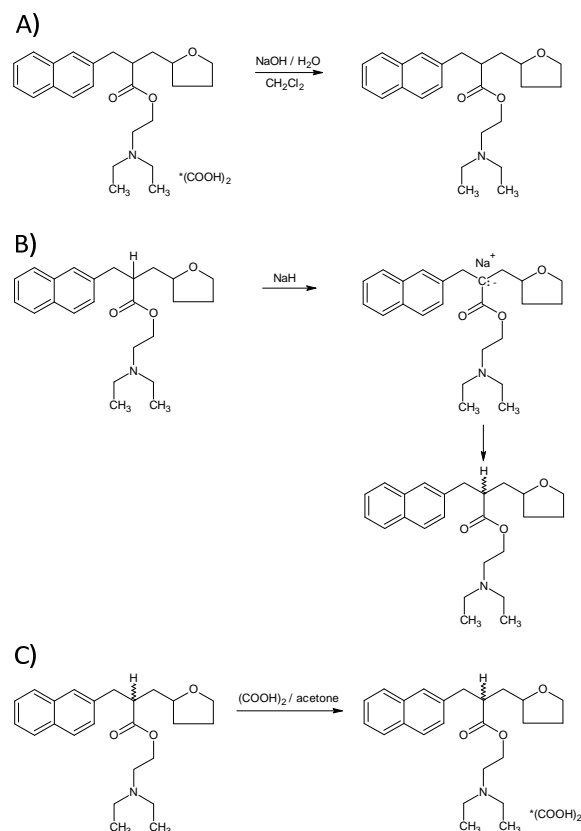 A)
NaOH / H₂O
CH₂Cl₂
O
O
O
N
CH₃ CH₃
*(COOH)₂
O
O
O
N
CH₃ CH₃
B)
H
O
O
O
N
CH₃ CH₃
NaH
Na⁺
C:-
O
O
O
N
CH₃ CH₃
H
O
O
O
N
CH₃ CH₃
C)
H
O
O
O
N
CH₃ CH₃
(COOH)₂ / acetone
H
O
O
O
N
CH₃ CH₃
*(COOH)₂